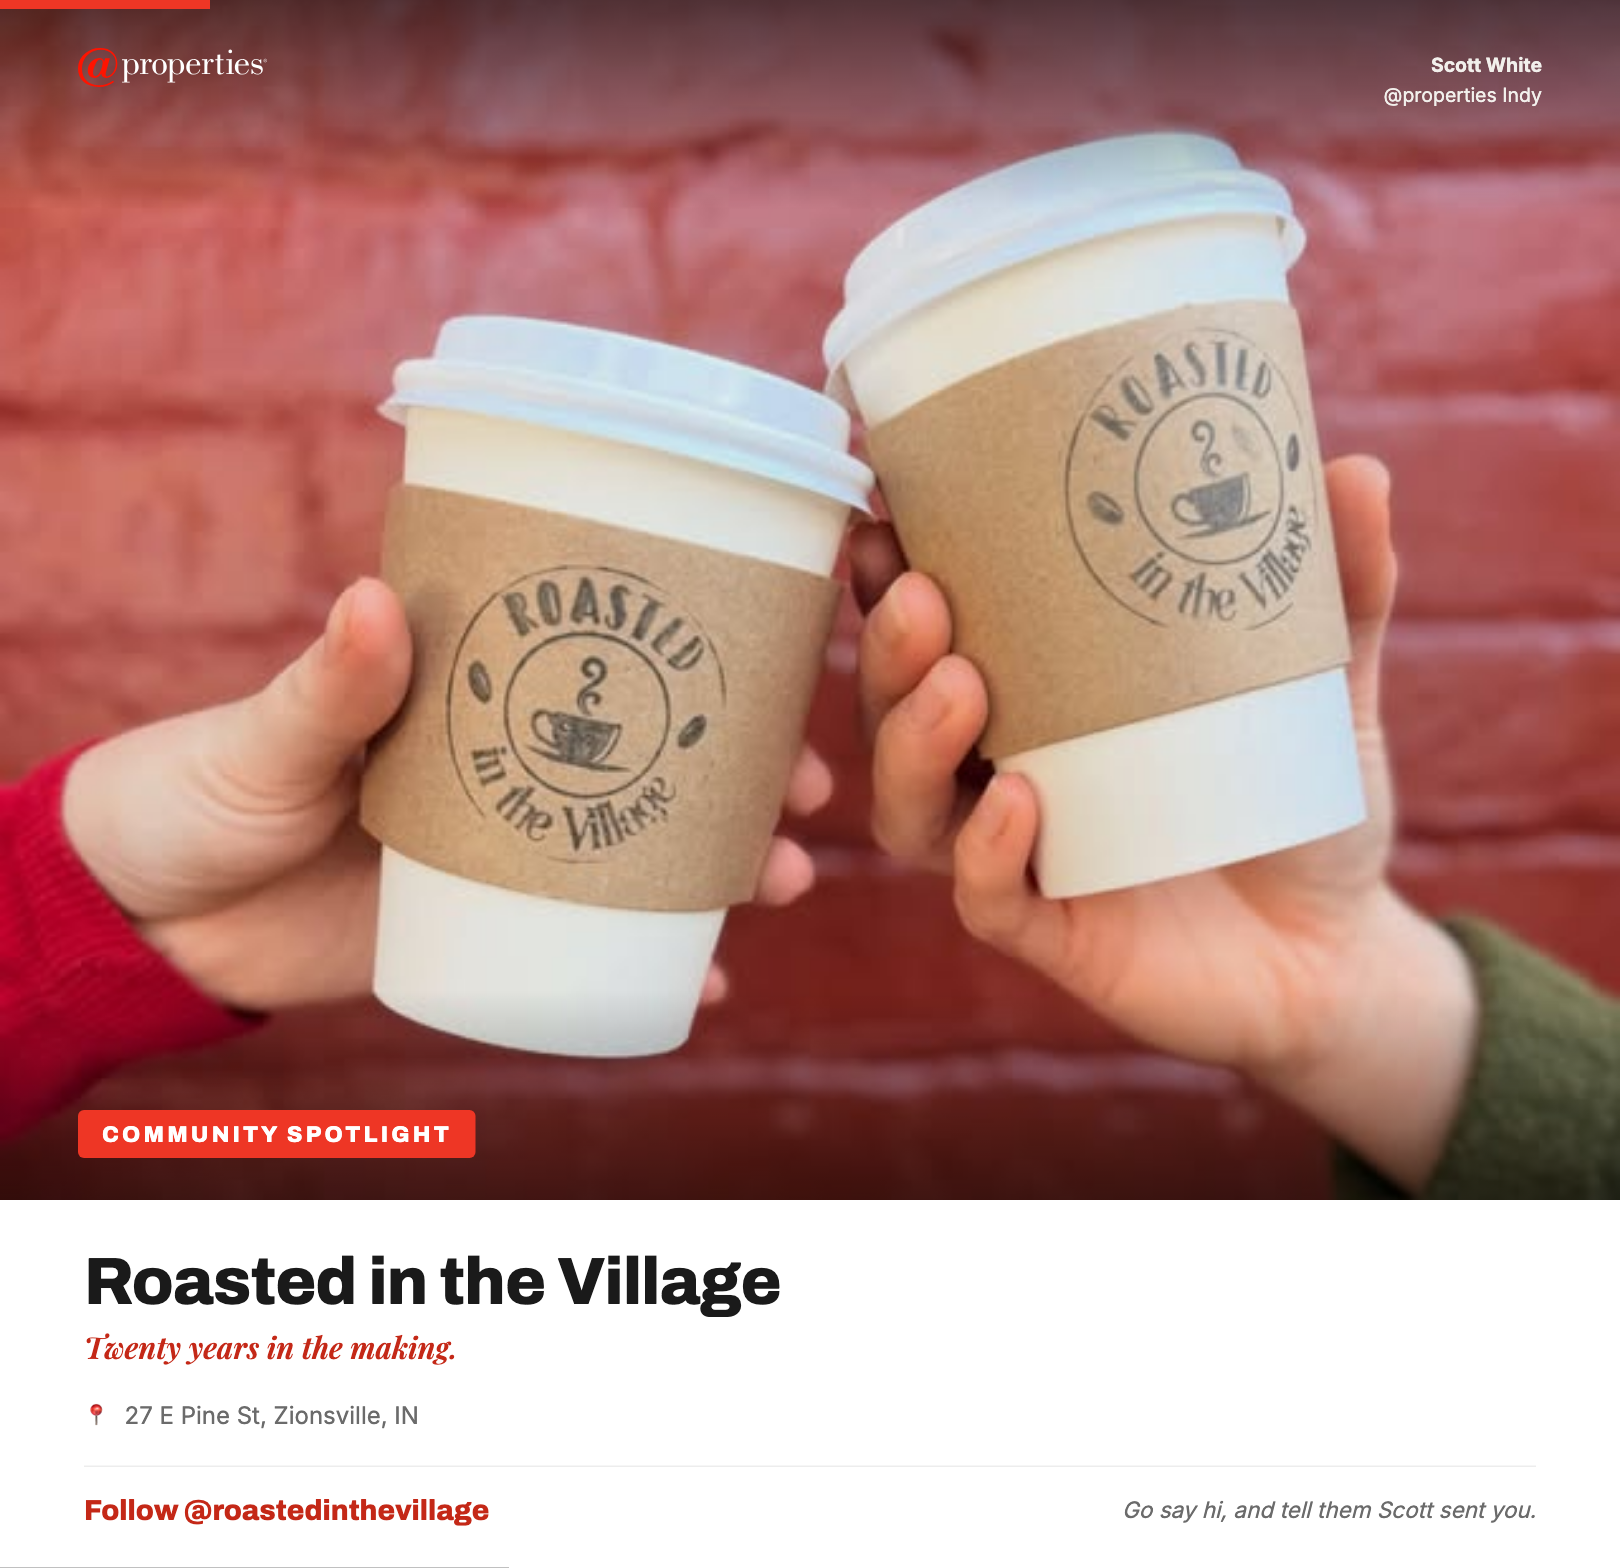 @properties
Scott White
@properties Indy
ROASTED
in the Village
ROASTED
in the Village
COMMUNITY SPOTLIGHT
Roasted in the Village
Twenty years in the making.
📍 27 E Pine St, Zionsville, IN
Follow @roastedinthevillage
Go say hi, and tell them Scott sent you.